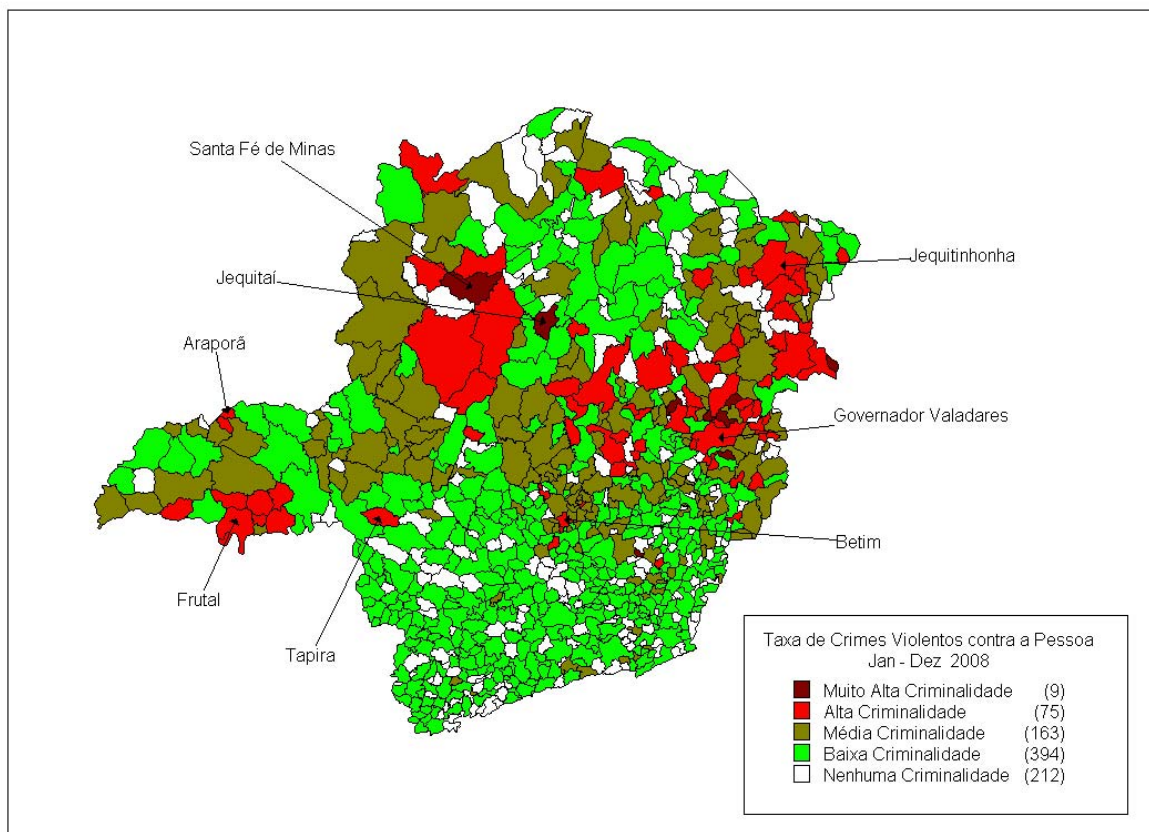 Santa Fé de Minas
Jequitaí
Araporã
Jequitinhonha
Governador Valadares
Betim
Frutal
Tapira
Taxa de Crimes Violentos contra a Pessoa
Jan - Dez 2008
Muito Alta Criminalidade (9)
Alta Criminalidade (75)
Média Criminalidade (163)
Baixa Criminalidade (394)
Nenhuma Criminalidade (212)